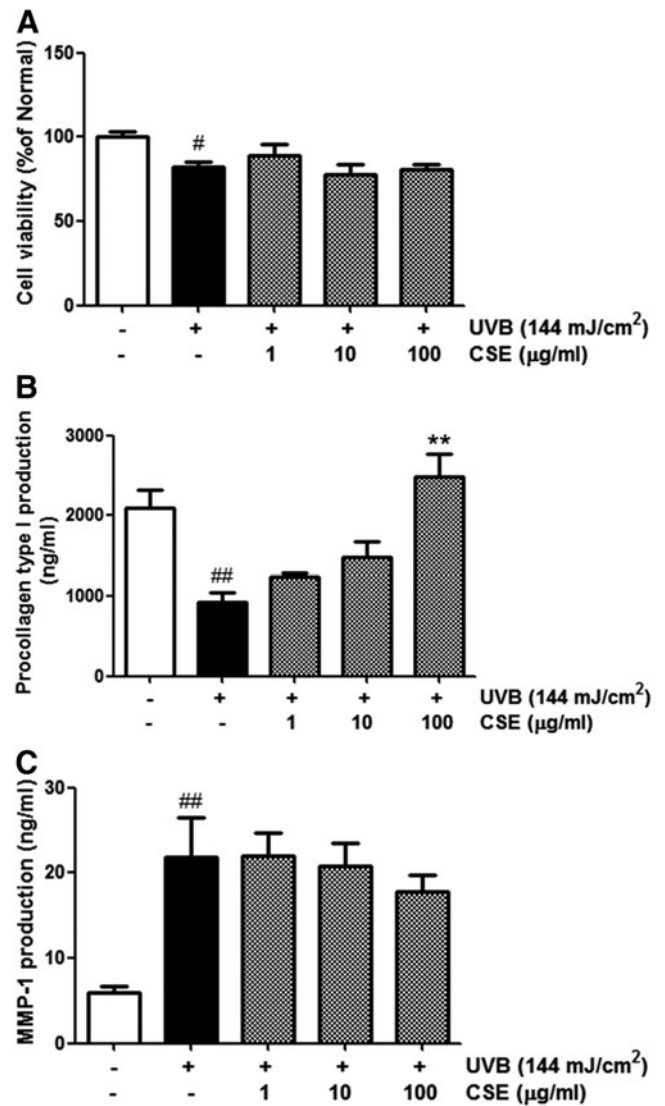 A
Cell viability (%of Normal)
150
100
50
0
#
- + + + + UVB (144 mJ/cm²)
- - 1 10 100 CSE (µg/ml)
B
Procollagen type I production
(ng/ml)
3000
2000
1000
0
##
**
- + + + + UVB (144 mJ/cm²)
- - 1 10 100 CSE (µg/ml)
C
MMP-1 production (ng/ml)
30
20
10
0
##
- + + + + UVB (144 mJ/cm²)
- - 1 10 100 CSE (µg/ml)